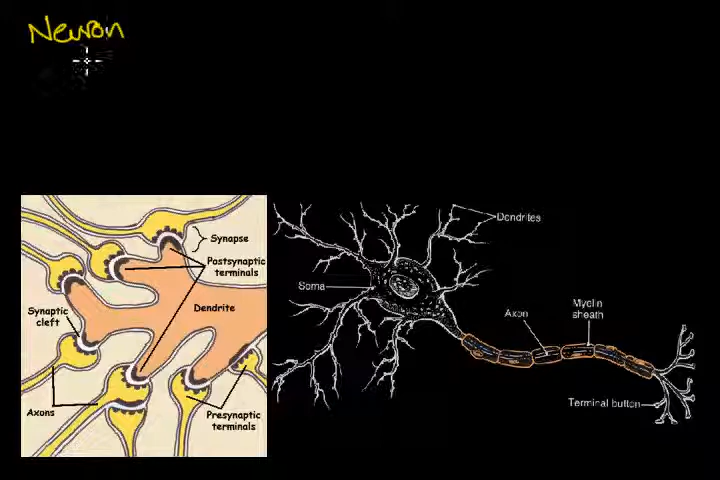 Neuron
Synapse
Postsynaptic
terminals
Dendrite
Synaptic
cleft
Axons
Presynaptic
terminals
Dendrites
Soma
Axon
Myelin
sheath
Terminal button